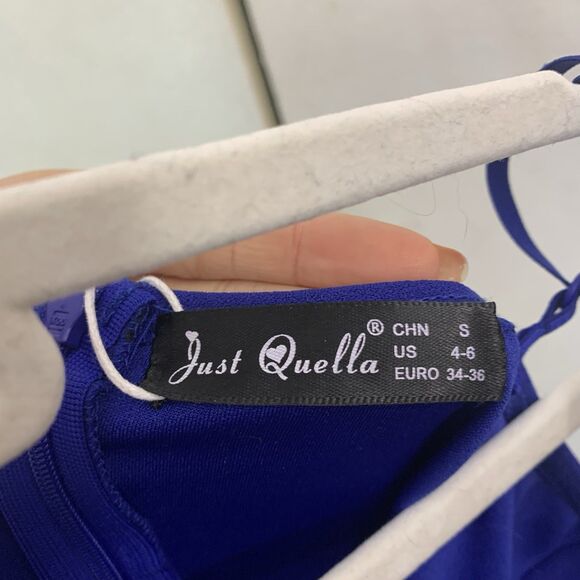 Just Quella®
CHN S
US 4-6
EURO 34-36